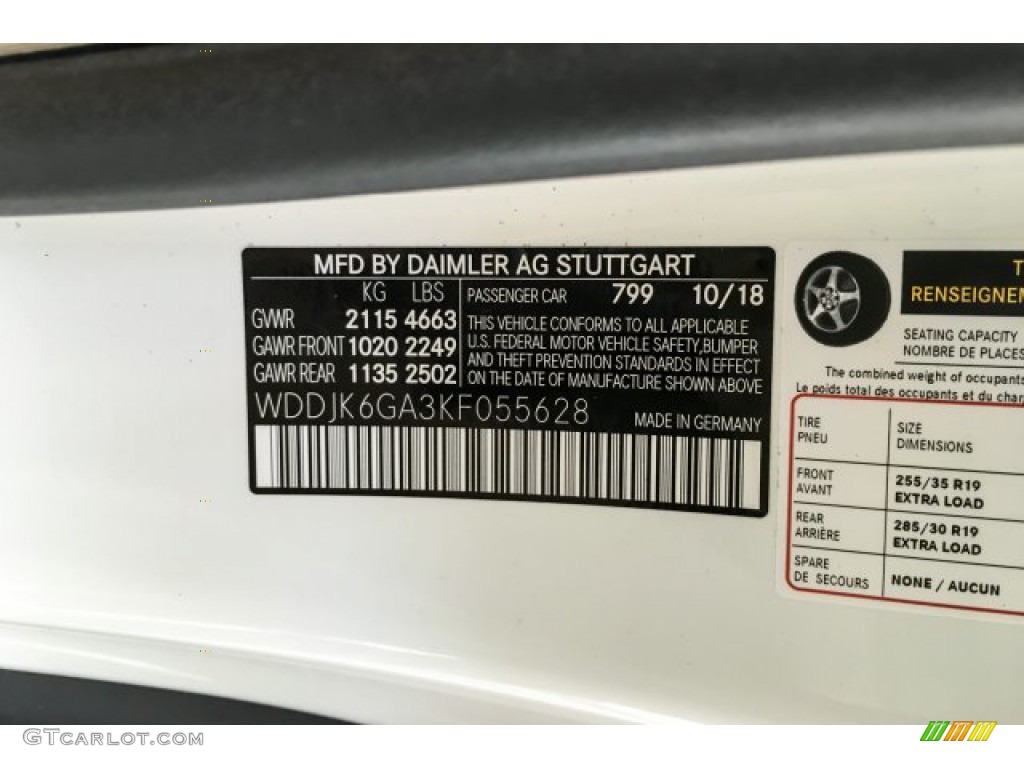 MFD BY DAIMLER AG STUTTGART
KG LBS
GVWR 2115 4663
GAWR FRONT 1020 2249
GAWR REAR 1135 2502
PASSENGER CAR 799 10/18
THIS VEHICLE CONFORMS TO ALL APPLICABLE
U.S. FEDERAL MOTOR VEHICLE SAFETY, BUMPER
AND THEFT PREVENTION STANDARDS IN EFFECT
ON THE DATE OF MANUFACTURE SHOWN ABOVE
WDDJK6GA3KF055628
MADE IN GERMANY
SEATING CAPACITY
NOMBRE DE PLACES
The combined weight of occupants
Le poids total des occupants et du
TIRE
PNEU
SIZE
DIMENSIONS
FRONT
AVANT
255/35 R19
EXTRA LOAD
REAR
ARRIÈRE
285/30 R19
EXTRA LOAD
SPARE
DE SECOURS
NONE / AUCUN
GTCARLOT.COM